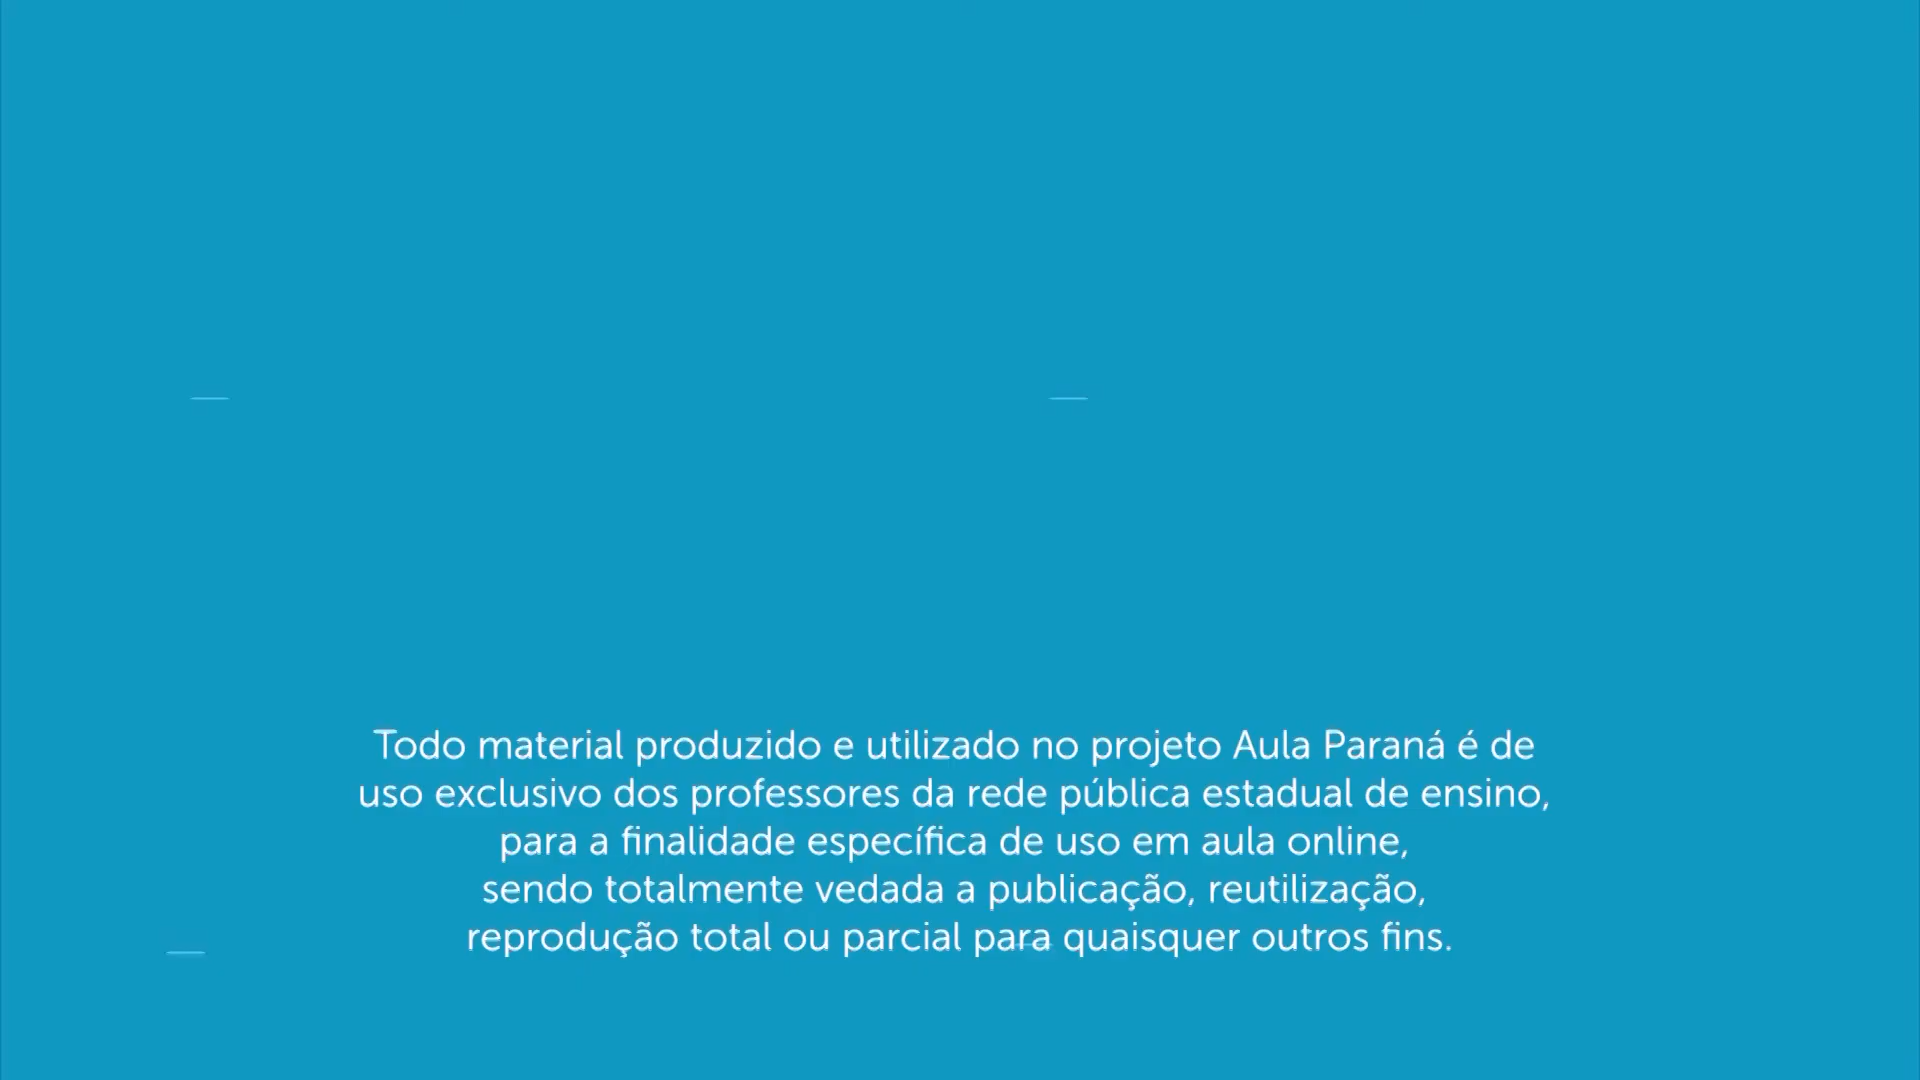 Todo material produzido e utilizado no projeto Aula Paraná é de
uso exclusivo dos professores da rede pública estadual de ensino,
para a finalidade específica de uso em aula online,
sendo totalmente vedada a publicação, reutilização,
reprodução total ou parcial para quaisquer outros fins.